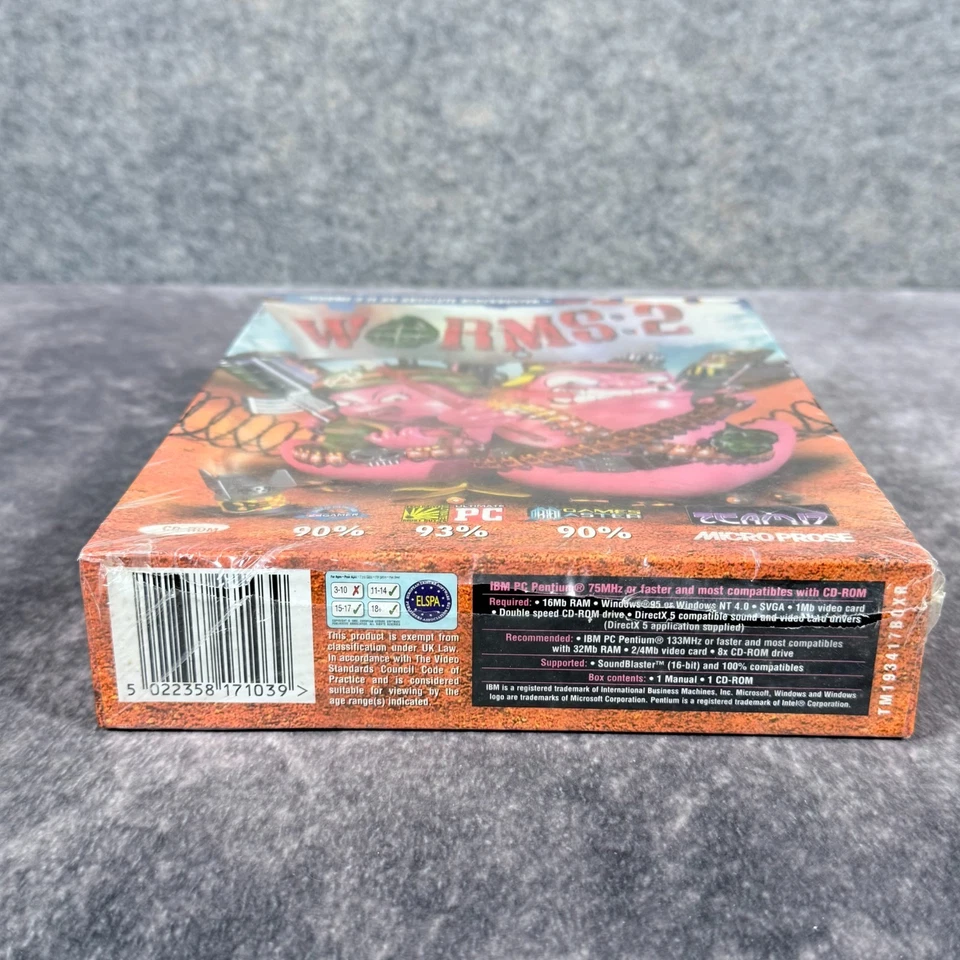 WORMS:2
CD-ROM
GAMER
90%
ULTIMATE
PC
93%
GAMES
MASTER
90%
TEAM17
MICROPROSE
5 022358 171039 >
3-10 ✗ 11-14 ✓
15-17 ✓ 18+ ✓
ELSPA
This product is exempt from
classification under UK Law.
In accordance with The Video
Standards Council Code of
Practice and is considered
suitable for viewing by the
age range(s) indicated.
IBM PC Pentium® 75MHz or faster and most compatibles with CD-ROM
Required: • 16Mb RAM • Windows® 95 or Windows NT 4.0 • SVGA • 1Mb video card
• Double speed CD-ROM drive • DirectX 5 compatible sound and video card drivers
(DirectX 5 application supplied)
Recommended: • IBM PC Pentium® 133MHz or faster and most compatibles
with 32Mb RAM • 2/4Mb video card • 8x CD-ROM drive
Supported: • SoundBlaster™ (16-bit) and 100% compatibles
Box contents: • 1 Manual • 1 CD-ROM
IBM is a registered trademark of International Business Machines, Inc. Microsoft, Windows and Windows
logo are trademarks of Microsoft Corporation. Pentium is a registered trademark of Intel® Corporation.